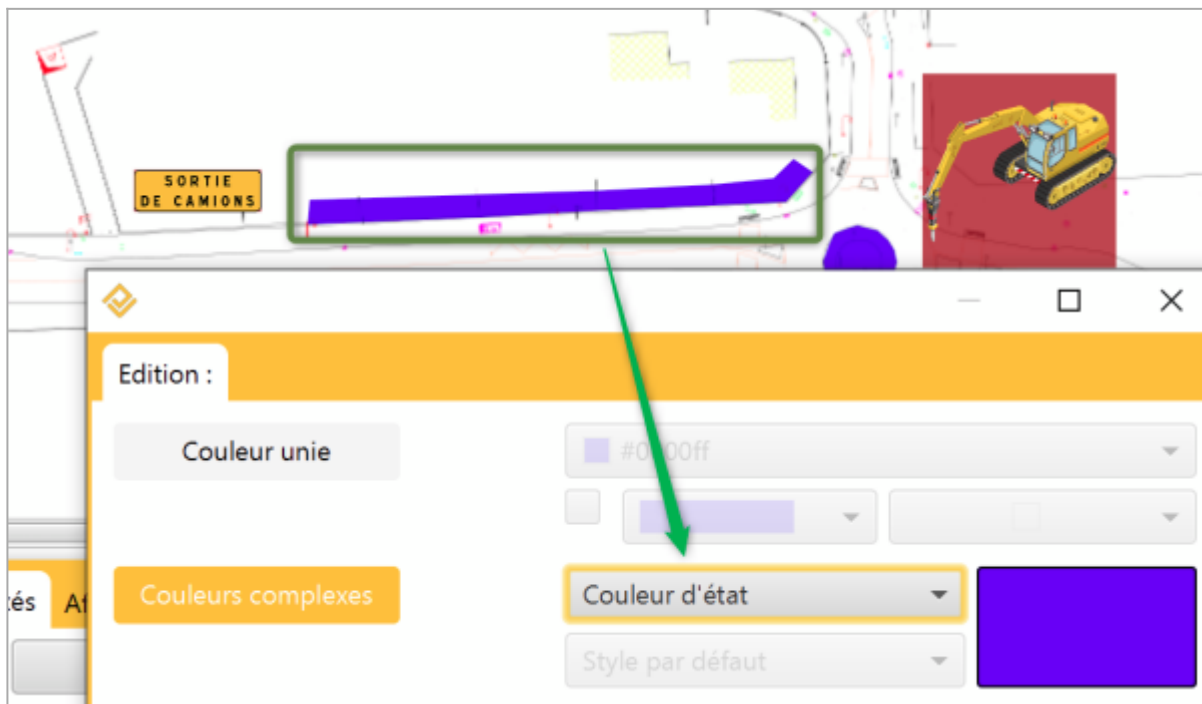 SORTIE
DE CAMIONS
Edition :
Couleur unie
#0000ff
Couleurs complexes
Couleur d'état
Style par défaut
tés
Af